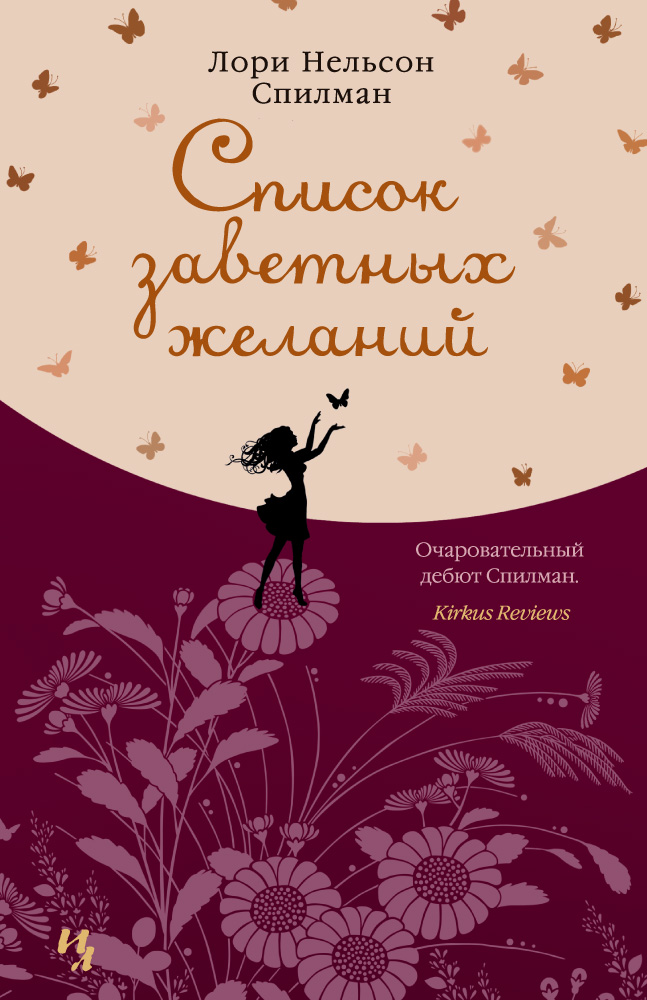 Лори Нельсон
Спилман
Список
заветных
желаний
Очаровательный
дебют Спилман.
Kirkus Reviews
И
Я